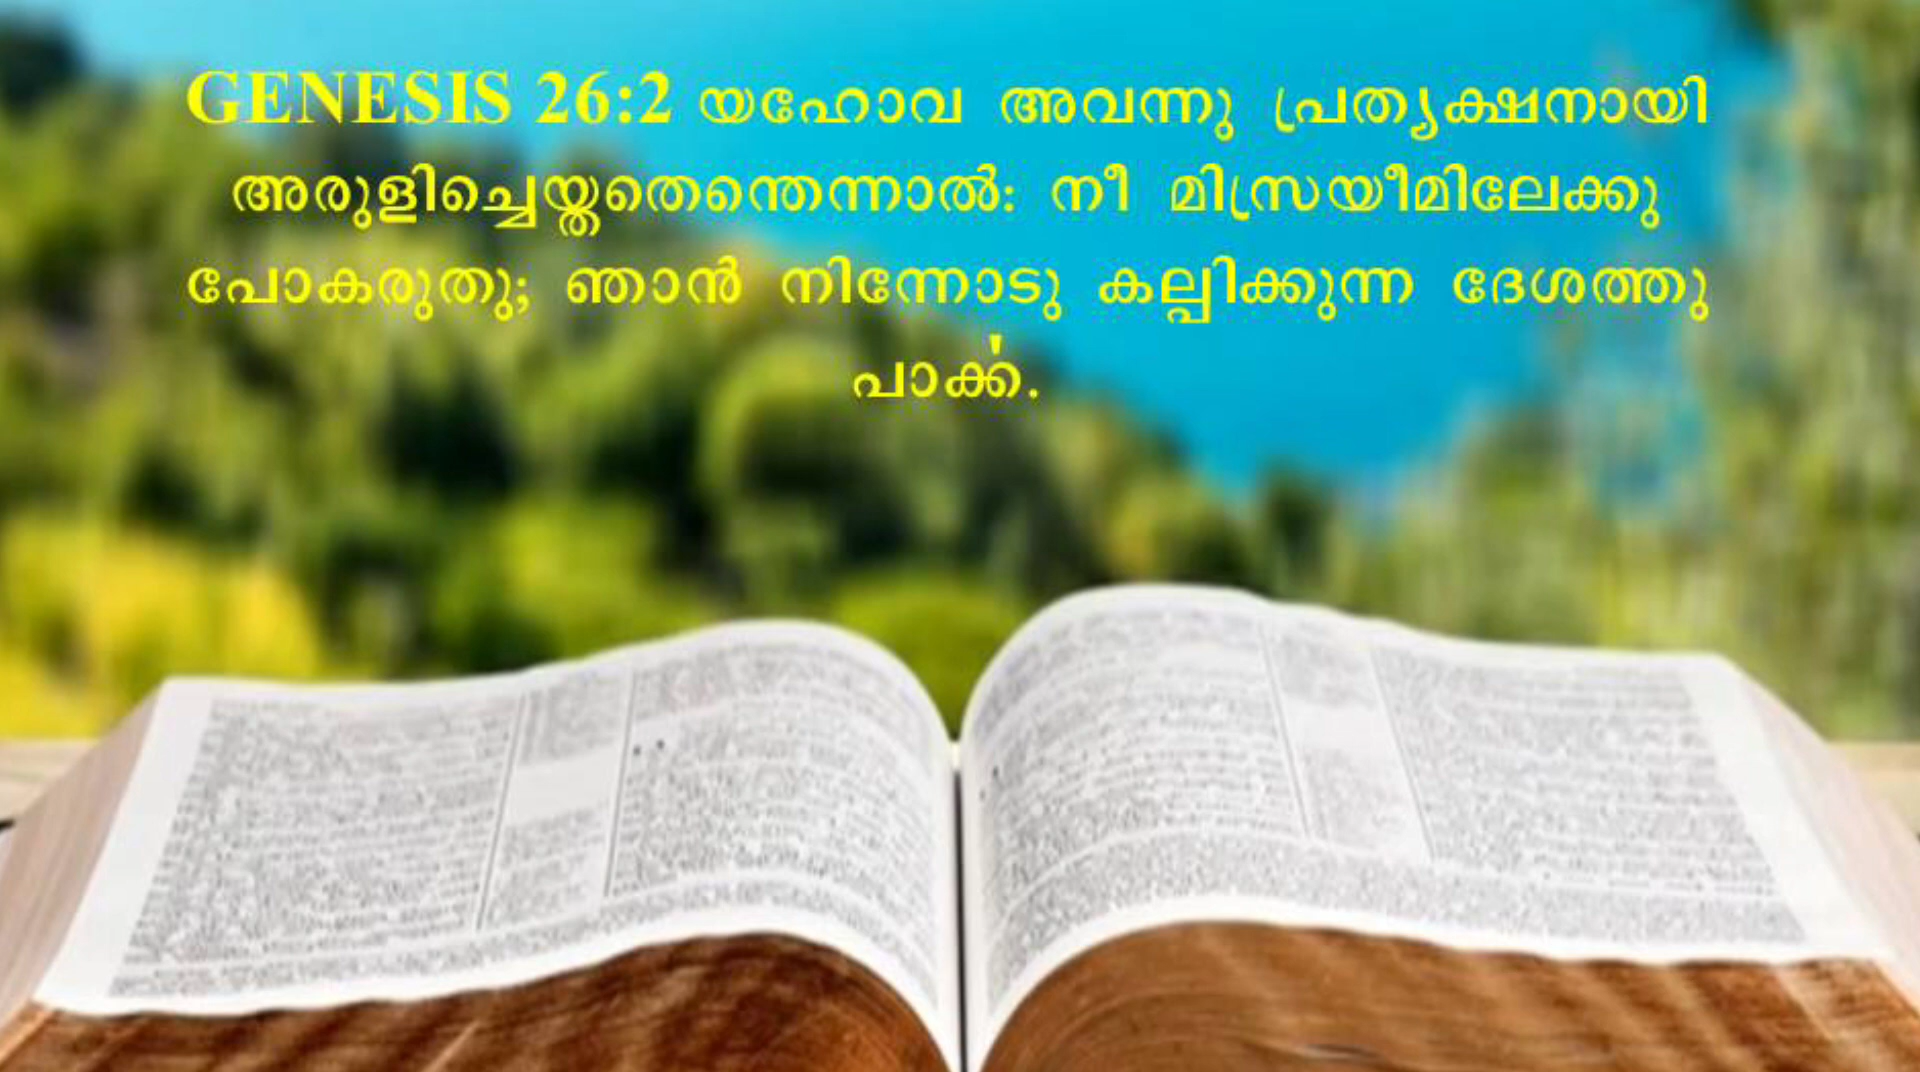 GENESIS 26:2 യഹോവ അവന്നു പ്രത്യക്ഷനായി
അരുളിച്ചെയ്തതെന്തെന്നാൽ: നീ മിസ്രയീമിലേക്കു
പോകരുതു; ഞാൻ നിന്നോടു കല്പിക്കുന്ന ദേശത്തു
പാൎക്ക.